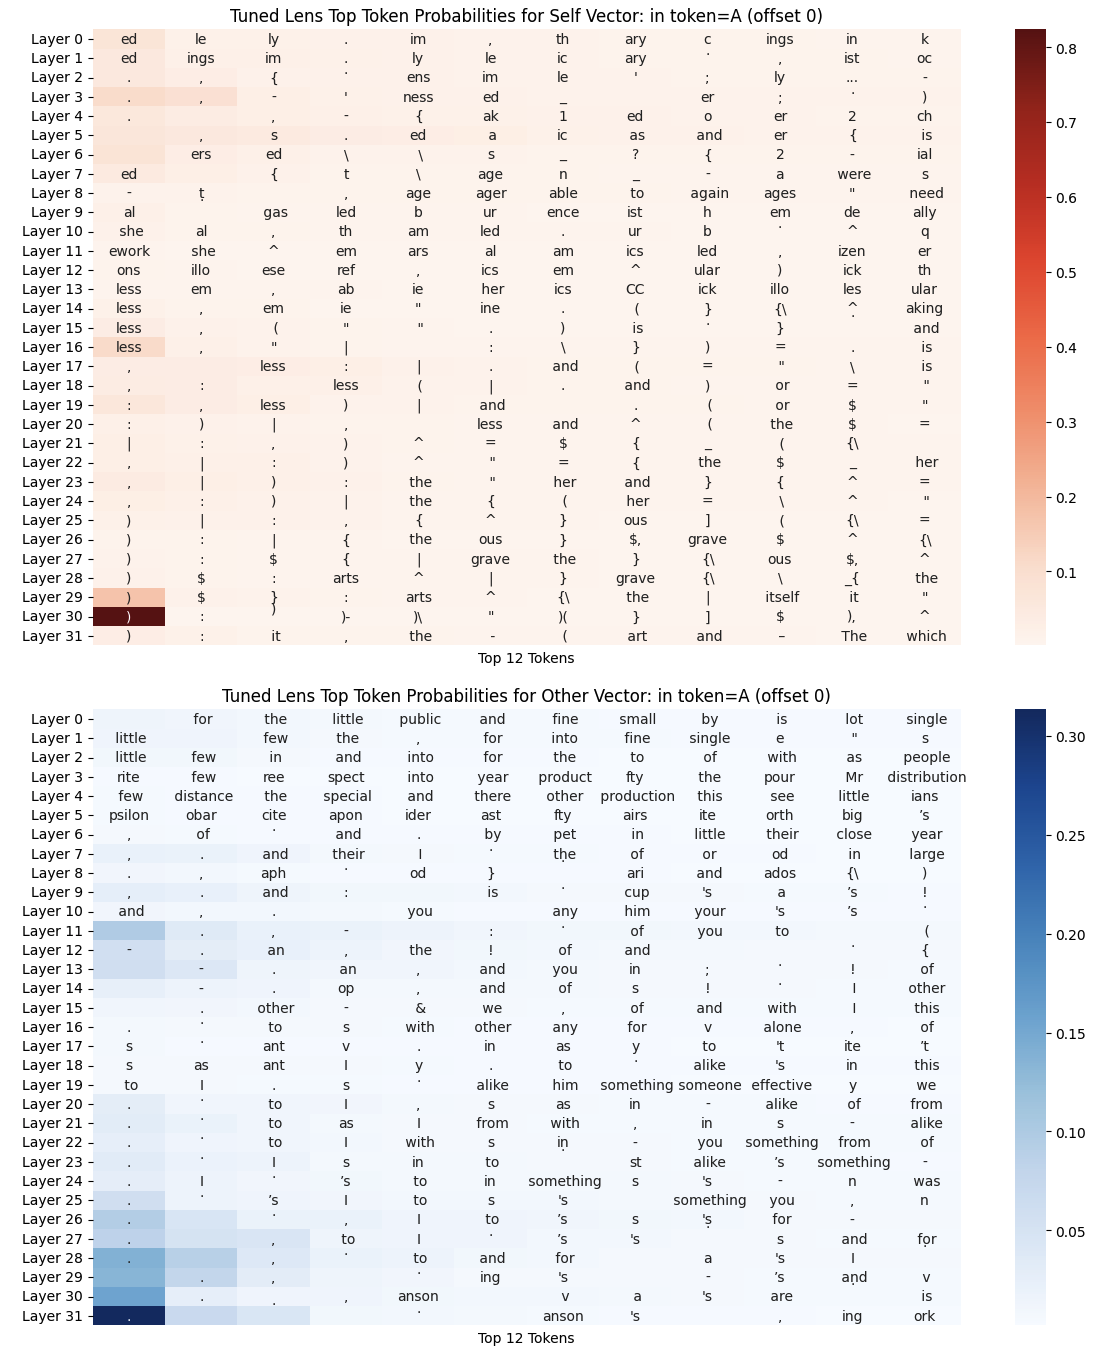 Tuned Lens Top Token Probabilities for Self Vector: in token=A (offset 0)
Layer 0 ed le ly . im , th ary c ings in k
Layer 1 ed ings im . ly le ic ary ˙ , ist oc
Layer 2 . , { ˙ ens im le ' ; ly ... -
Layer 3 . , - ' ness ed _ er ; ˙ )
Layer 4 . , - { ak 1 ed o er 2 ch
Layer 5 , s . ed a ic as and er { is
Layer 6 ers ed \ \ s _ ? { 2 - ial
Layer 7 ed { t \ age n _ - a were s
Layer 8 - ṭ , age ager able to again ages " need
Layer 9 al gas led b ur ence ist h em de ally
Layer 10 she al , th am led . ur b ˙ ^ q
Layer 11 ework she ^ em ars al am ics led , izen er
Layer 12 ons illo ese ref , ics em ^ ular ) ick th
Layer 13 less em , ab ie her ics CC ick illo les ular
Layer 14 less , em ie " ine . ( } {\ ^ aking
Layer 15 less , ( " " . ) is ˙ } ˙ and
Layer 16 less , " | : \ } ) = . is
Layer 17 , less : | . and ( = " \ is
Layer 18 , : less ( | . and ) or = "
Layer 19 : , less ) | and . ( or $ "
Layer 20 : ) | , less and ^ ( the $ =
Layer 21 | : , ) ^ = $ { _ ( {\
Layer 22 , | : ) ^ " = { the $ _ her
Layer 23 , | ) : the " her and } { ^ =
Layer 24 , : ) | the { ( her = \ ^ "
Layer 25 ) | : , { ^ } ous ] ( {\ =
Layer 26 ) : | { the ous } $, grave $ ^ {\
Layer 27 ) : $ { | grave the } {\ ous $, ^
Layer 28 ) $ : arts ^ | } grave {\ \ _{ the
Layer 29 ) $ } : arts ^ {\ the | itself it "
Layer 30 ) : ) )- )\ " )( } ] $ ), ^
Layer 31 ) : it , the - ( art and – The which
Top 12 Tokens
0.8
0.7
0.6
0.5
0.4
0.3
0.2
0.1
Tuned Lens Top Token Probabilities for Other Vector: in token=A (offset 0)
Layer 0 for the little public and fine small by is lot single
Layer 1 little few the , for into fine single e " s
Layer 2 little few in and into for the to of with as people
Layer 3 rite few ree spect into year product fty the pour Mr distribution
Layer 4 few distance the special and there other production this see little ians
Layer 5 psilon obar cite apon ider ast fty airs ite orth big ’s
Layer 6 , of ˙ and . by pet in little their close year
Layer 7 , . and their I ˙ the of or od in large
Layer 8 . , aph ˙ od } ˙ ari and ados {\ )
Layer 9 , . and : is ˙ cup 's a ’s !
Layer 10 and , . you any him your 's ’s ˙
Layer 11 . , - : ˙ of you to (
Layer 12 - . an , the ! of and ˙ {
Layer 13 - . an , and you in ; ˙ ! of
Layer 14 - . op , and of s ! ˙ I other
Layer 15 . other - & we , of and with I this
Layer 16 . ˙ to s with other any for v alone , of
Layer 17 s ˙ ant v . in as y to 't ite ’t
Layer 18 s as ant I y . to ˙ alike 's in this
Layer 19 to I . s ˙ alike him something someone effective y we
Layer 20 . ˙ to I , s as in - alike of from
Layer 21 . ˙ to as I from with , in s - alike
Layer 22 . ˙ to I with s in - you something from of
Layer 23 . ˙ I s in to ˙ st alike ’s something -
Layer 24 . I ˙ ’s to in something s 's - n was
Layer 25 . ˙ ’s I to s 's something you , n
Layer 26 . ˙ , I to ’s s 's for -
Layer 27 . , to I ˙ ’s 's ˙ s and for
Layer 28 . , ˙ to and for a 's I
Layer 29 . , ˙ ing 's - ’s and v
Layer 30 . . , anson v a 's are is
Layer 31 . ˙ anson 's , ing ork
Top 12 Tokens
0.30
0.25
0.20
0.15
0.10
0.05